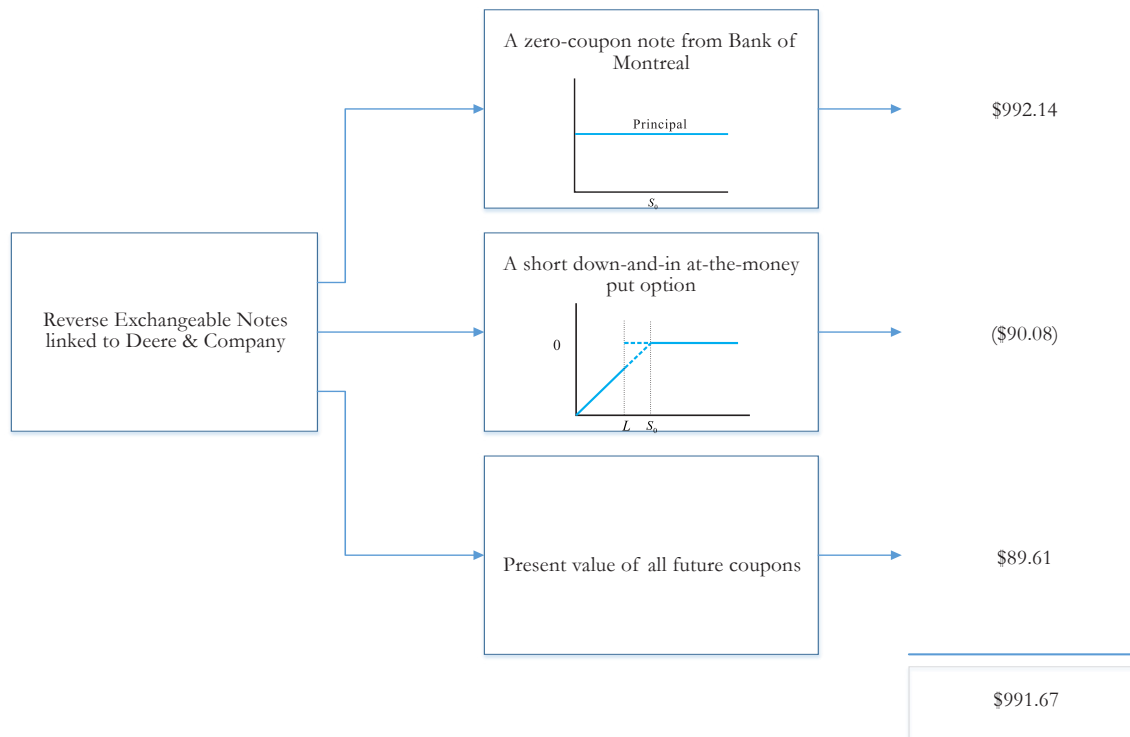 A zero-coupon note from Bank of
Montreal
Principal
S₀
$992.14
Reverse Exchangeable Notes
linked to Deere & Company
A short down-and-in at-the-money
put option
0
L S₀
($90.08)
Present value of all future coupons
$89.61
$991.67